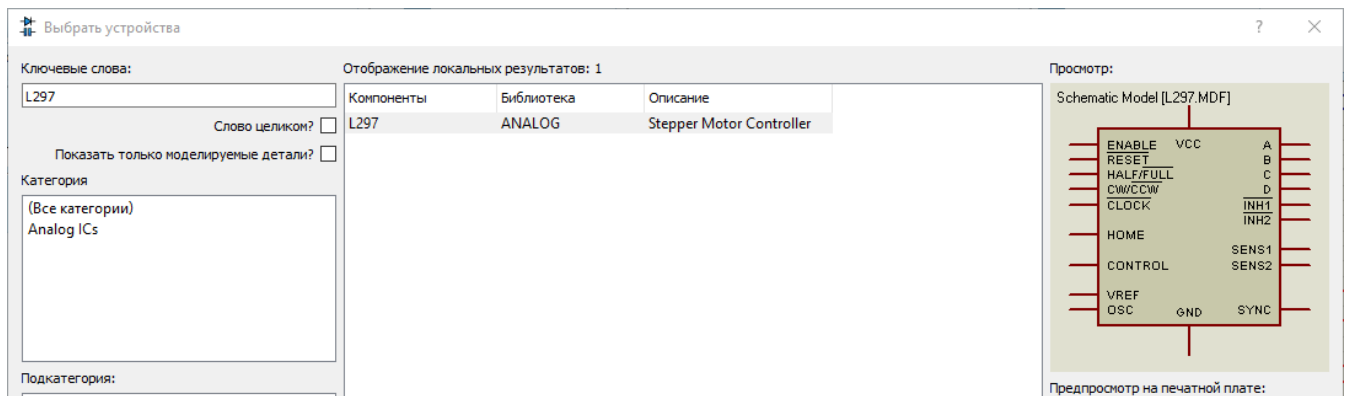 Выбрать устройства
?
Ключевые слова:
L297
Слово целиком?
Показать только моделируемые детали?
Категория
(Все категории)
Analog ICs
Подкатегория:
Отображение локальных результатов: 1
Компоненты Библиотека Описание
L297 ANALOG Stepper Motor Controller
Просмотр:
Schematic Model [L297.MDF]
ENABLE VCC A
RESET B
HALF/FULL C
CW/CCW D
CLOCK INH1
INH2
HOME
SENS1
CONTROL SENS2
VREF
OSC GND SYNC
Предпросмотр на печатной плате: